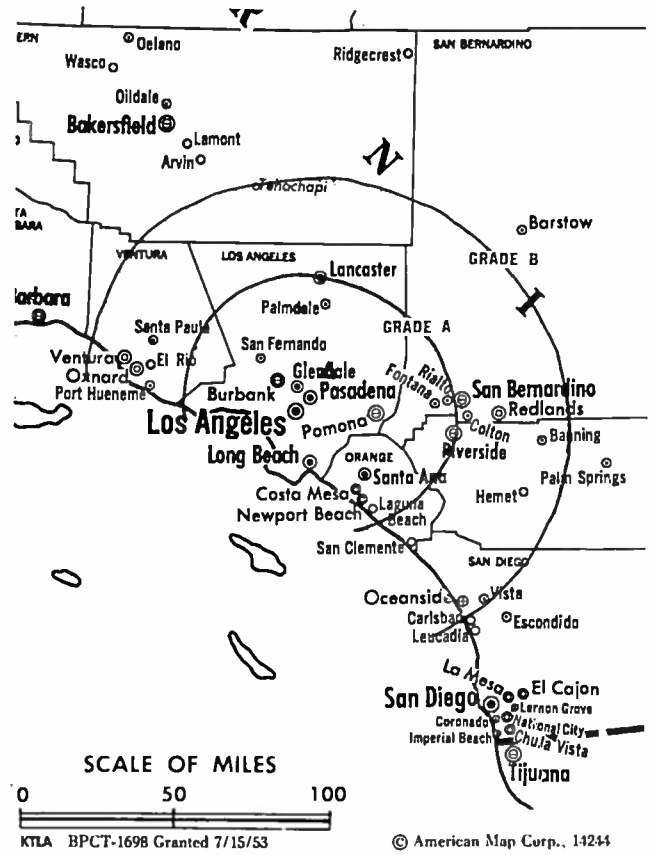 ERN
Delano
Wasco
Ridgecrest
SAN BERNARDINO
Oildale
Bakersfield
Lamont
Arvin
N
Tehachapi
TA
BARA
Barstow
VENTURA
LOS ANGELES
GRADE B
Lancaster
I
Barbara
Palmdale
GRADE A
Santa Paula
San Fernando
Ventura
El Rio
Oxnard
Glendale
Port Hueneme
Burbank
Pasadena
Rialto
Fontana
San Bernardino
Redlands
Los Angeles
Pomona
Colton
Riverside
Banning
Long Beach
ORANGE
Santa Ana
Palm Springs
Costa Mesa
Hemet
Newport Beach
Laguna
Beach
San Clemente
SAN DIEGO
Oceanside
Vista
Carlsbad
Escondido
Leucadia
La Mesa
El Cajon
San Diego
Lemon Grove
Coronado
National City
Imperial Beach
Chula Vista
Tijuana
SCALE OF MILES
0 50 100
KTLA BPCT-1698 Granted 7/15/53
© American Map Corp., 14244